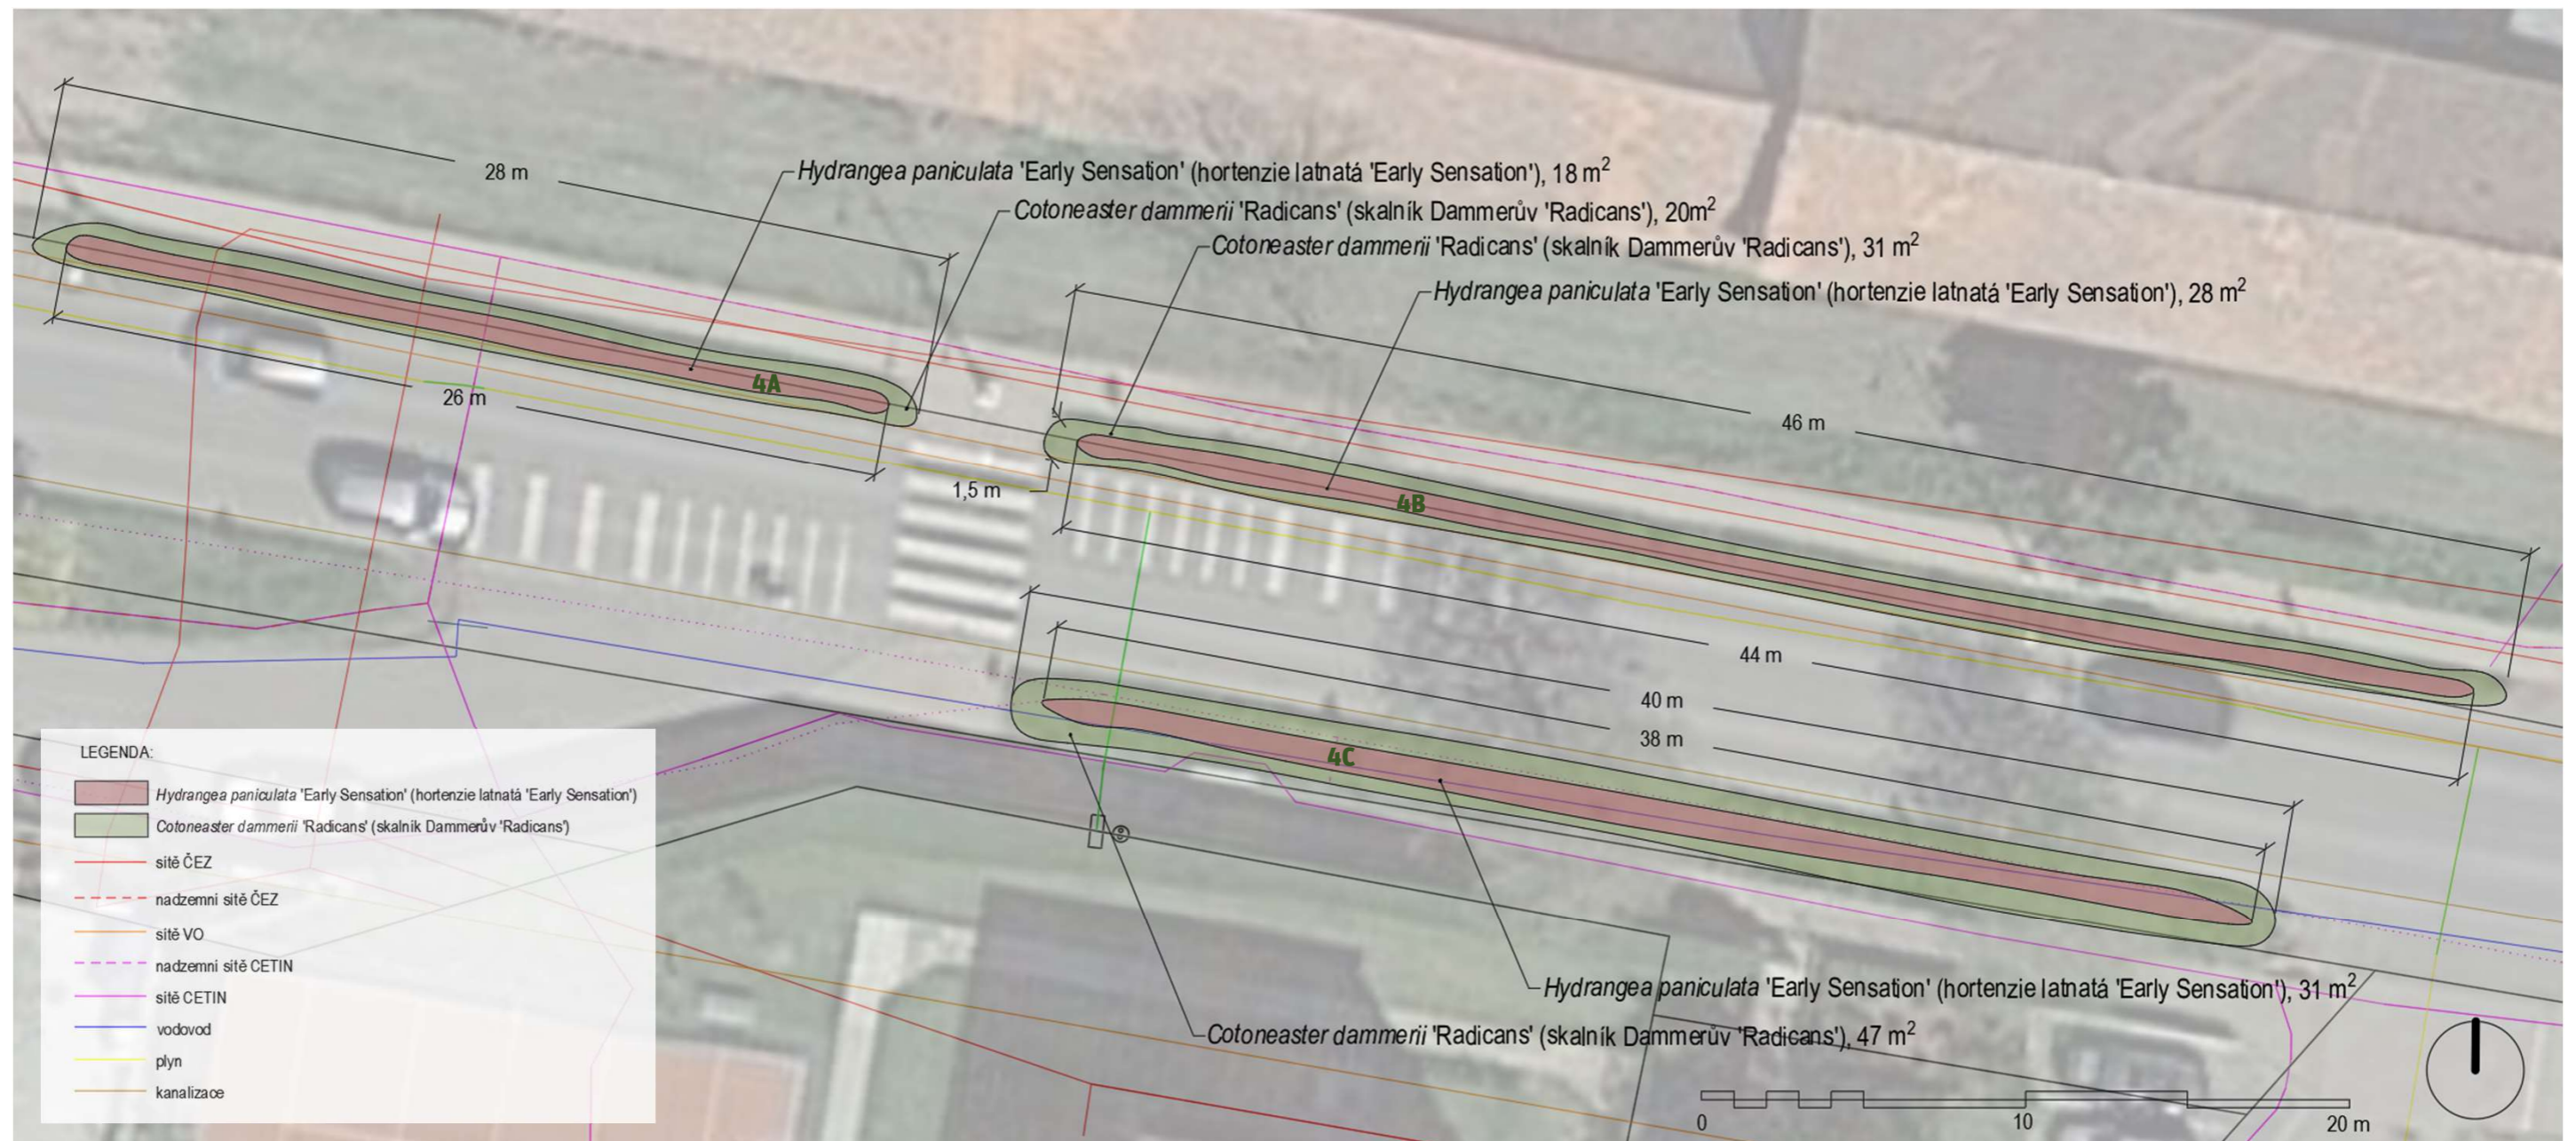 28 m
Hydrangea paniculata 'Early Sensation' (hortenzie latnatá 'Early Sensation'), 18 m²
Cotoneaster dammerii 'Radicans' (skalník Dammerův 'Radicans'), 20m²
Cotoneaster dammerii 'Radicans' (skalník Dammerův 'Radicans'), 31 m²
Hydrangea paniculata 'Early Sensation' (hortenzie latnatá 'Early Sensation'), 28 m²
4A
26 m
46 m
1,5 m
4B
44 m
40 m
38 m
4C
Hydrangea paniculata 'Early Sensation' (hortenzie latnatá 'Early Sensation'), 31 m²
Cotoneaster dammerii 'Radicans' (skalník Dammerův 'Radicans'), 47 m²
LEGENDA:
Hydrangea paniculata 'Early Sensation' (hortenzie latnatá 'Early Sensation')
Cotoneaster dammerii 'Radicans' (skalník Dammerův 'Radicans')
sítě ČEZ
nadzemni sítě ČEZ
sítě VO
nadzemni sítě CETIN
sítě CETIN
vodovod
plyn
kanalizace
0 10 20 m